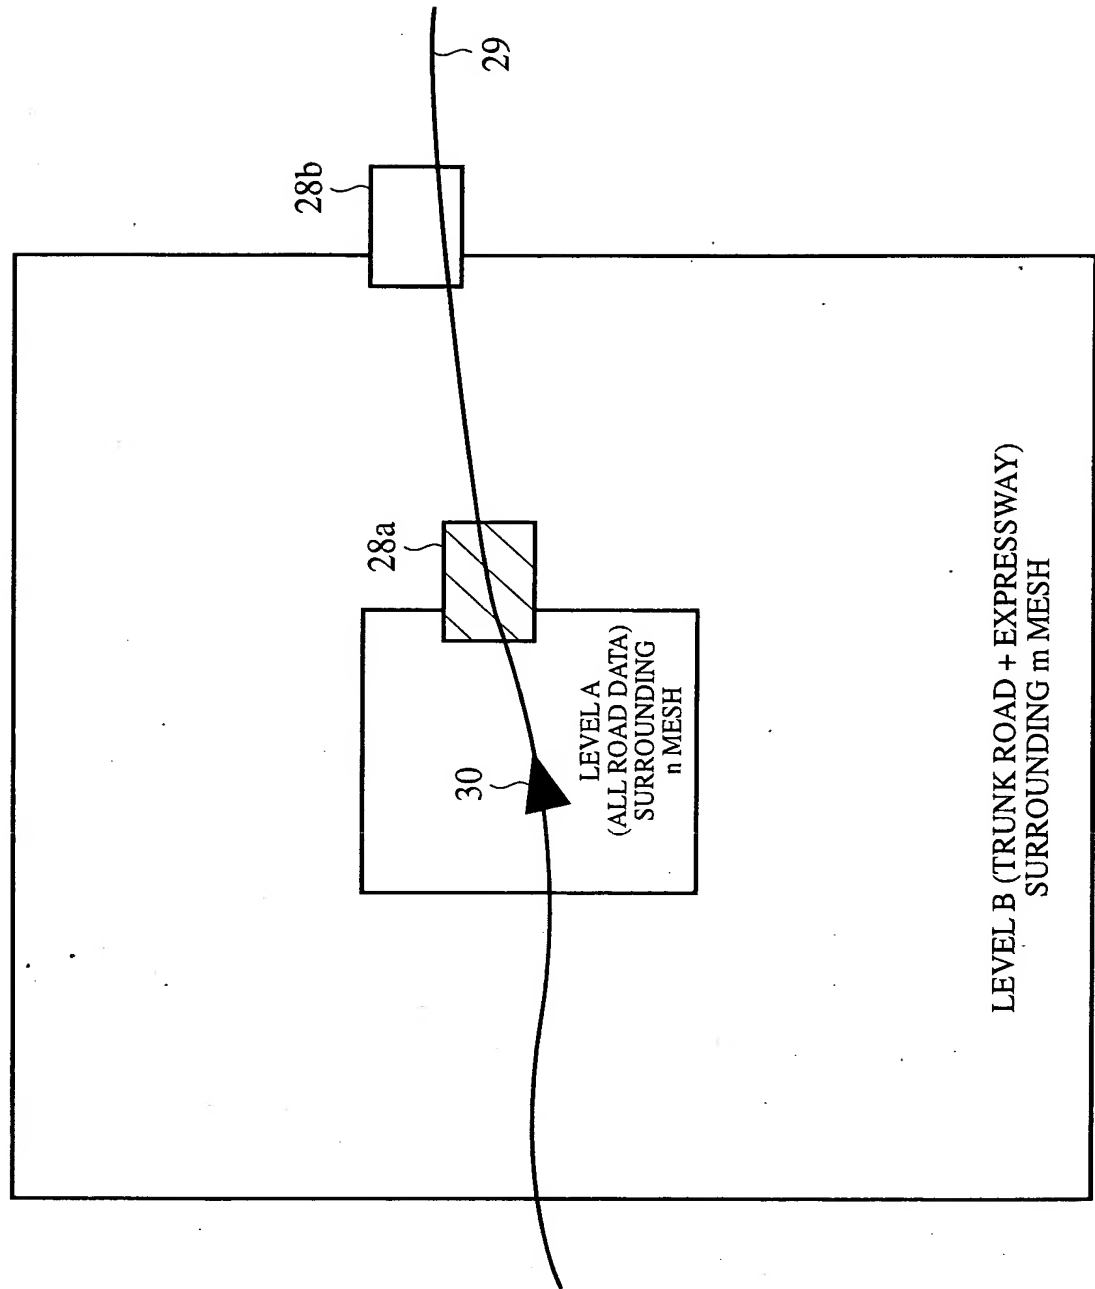 29
28b
28a
30
LEVEL A
(ALL ROAD DATA)
SURROUNDING
n MESH
LEVEL B (TRUNK ROAD + EXPRESSWAY)
SURROUNDING m MESH